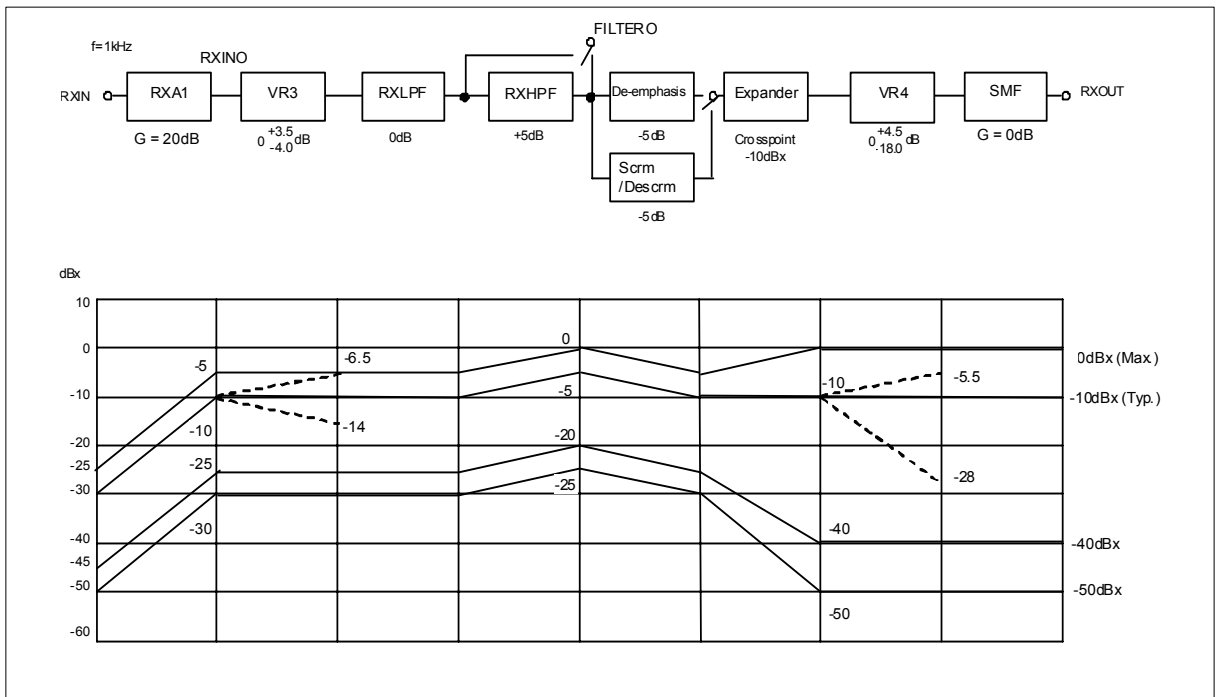 FILTERO
f=1kHz
RXINO
RXIN
RXA1
VR3
RXLPF
RXHPF
De-emphasis
Expander
VR4
SMF
RXOUT
G = 20dB
0 +3.5 -4.0 dB
0dB
+5dB
-5dB
Crosspoint
-10dBx
0 +4.5 -18.0 dB
G = 0dB
Scrm
/Descrm
-5dB
dBx
10
0
-10
-20
-25
-30
-40
-45
-50
-60
-5
-10
-25
-30
-6.5
-14
0
-5
-20
-25
-10
-40
-50
-5.5
-28
0dBx (Max.)
-10dBx (Typ.)
-40dBx
-50dBx